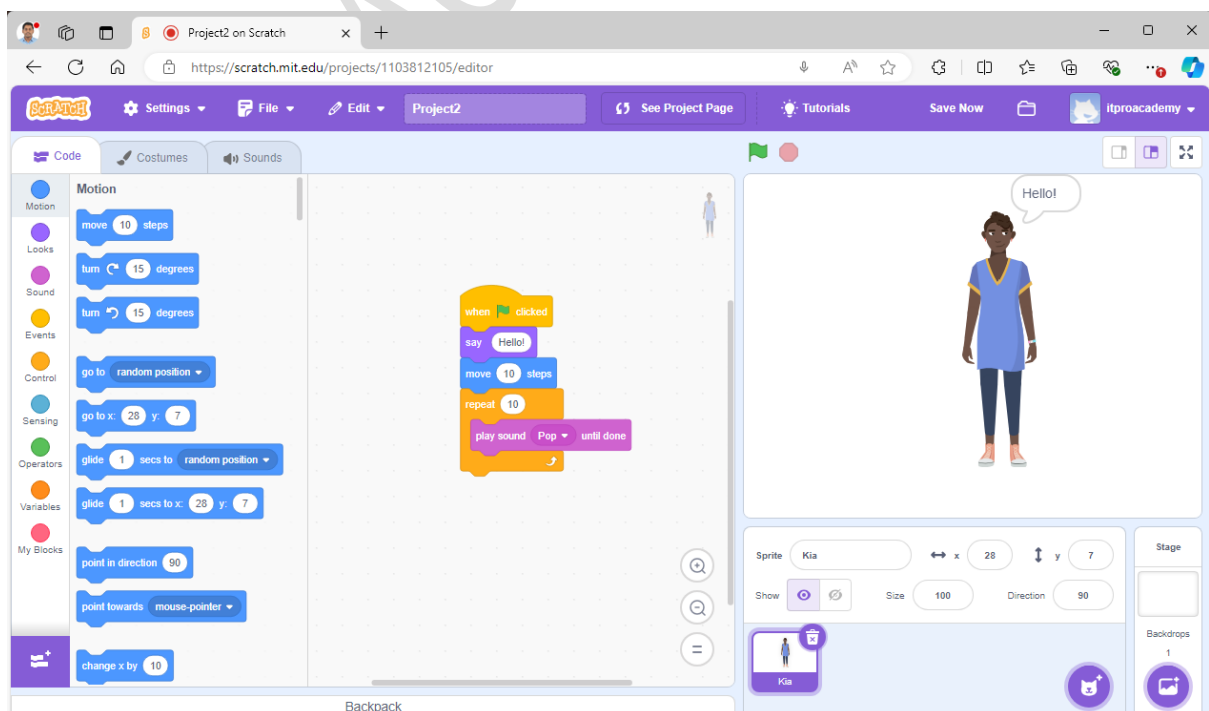 Project2 on Scratch
https://scratch.mit.edu/projects/1103812105/editor
SCRATCH Settings File Edit Project2 See Project Page Tutorials Save Now itproacademy
Code Costumes Sounds
Motion
Looks
Sound
Events
Control
Sensing
Operators
Variables
My Blocks
Motion
move 10 steps
turn 15 degrees
turn 15 degrees
go to random position
go to x: 28 y: 7
glide 1 secs to random position
glide 1 secs to x: 28 y: 7
point in direction 90
point towards mouse-pointer
change x by 10
when clicked
say Hello!
move 10 steps
repeat 10
play sound Pop until done
Hello!
Sprite Kia x 28 y 7
Show Size 100 Direction 90
Kia
Stage
Backdrops
1
Backpack